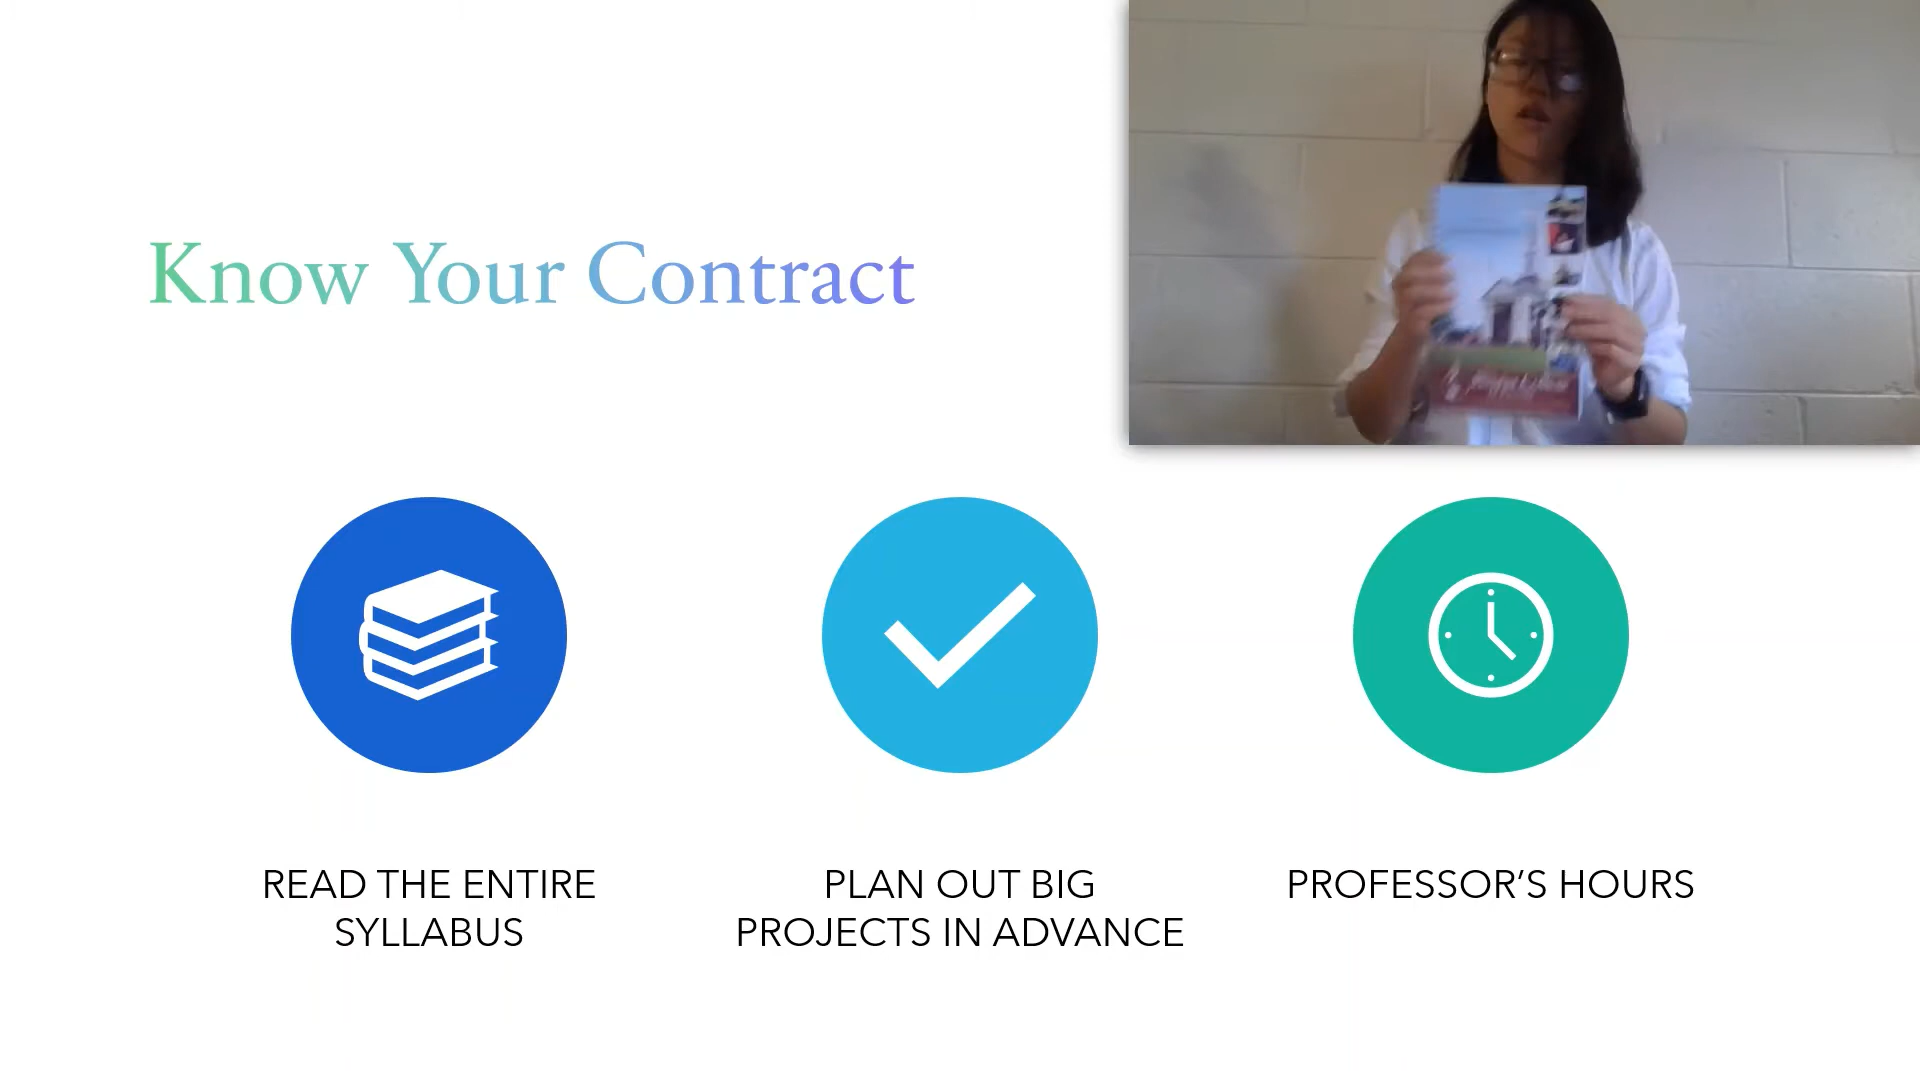 Know Your Contract
READ THE ENTIRE
SYLLABUS
PLAN OUT BIG
PROJECTS IN ADVANCE
PROFESSOR'S HOURS